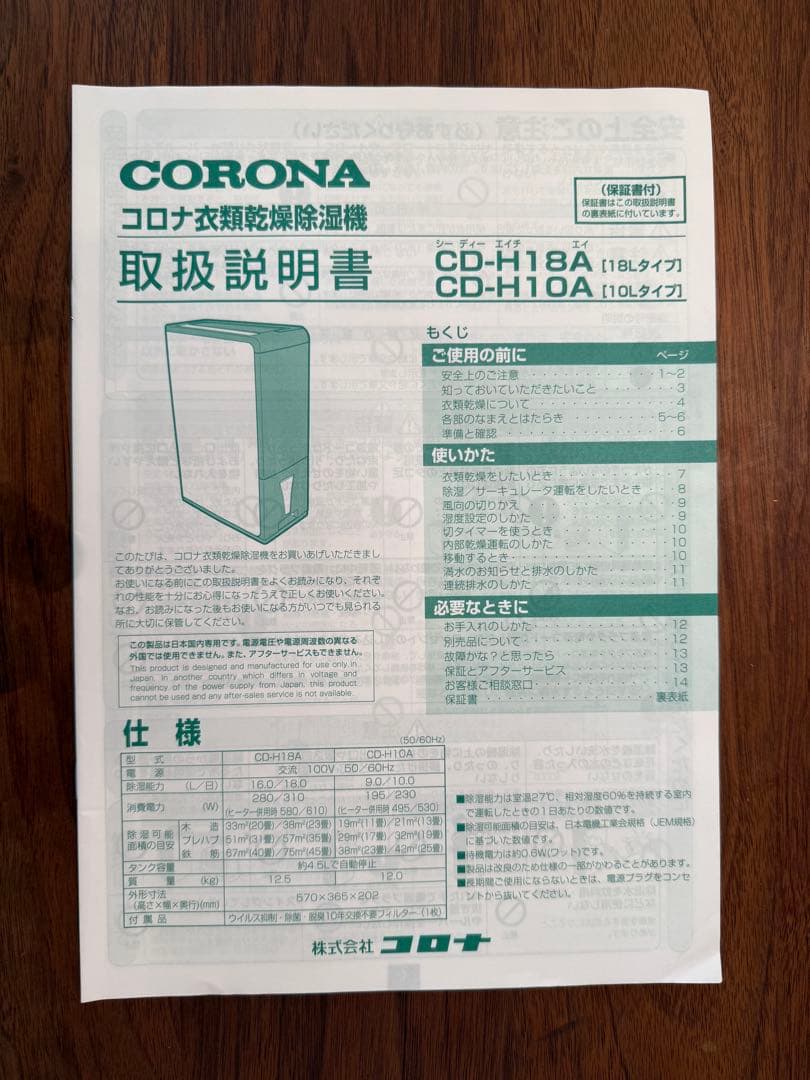 CORONA
コロナ衣類乾燥除湿機
取扱説明書
(保証書付)
保証書はこの取扱説明書
の裏表紙に付いています。
シー ディー エイチ エイ
CD-H18A [18Lタイプ]
CD-H10A [10Lタイプ]
このたびは、コロナ衣類乾燥除湿機をお買いあげいただきまし
てありがとうございました。
お使いになる前にこの取扱説明書をよくお読みになり、それぞ
れの性能を十分にお心得になったうえで正しくお使いください。
なお、お読みになった後もお使いになる方がいつでも見られる
所に大切に保管してください。
この製品は日本国内専用です。電源電圧や電源周波数の異なる
外国では使用できません。また、アフターサービスもできません。
This product is designed and manufactured for use only in
Japan. In another country which differs in voltage and
frequency of the power supply from Japan, this product
cannot be used and any after-sales service is not available.
もくじ
ご使用の前に ページ
安全上のご注意 ・・・・・・・・・・・・・1~2
知っておいていただきたいこと ・・・・・・・3
衣類乾燥について ・・・・・・・・・・・・・4
各部のなまえとはたらき ・・・・・・・・・5~6
準備と確認 ・・・・・・・・・・・・・・・・6
使いかた
衣類乾燥をしたいとき ・・・・・・・・・・・7
除湿/サーキュレータ運転をしたいとき ・・・8
風向の切りかえ ・・・・・・・・・・・・・・9
湿度設定のしかた ・・・・・・・・・・・・・9
切タイマーを使うとき ・・・・・・・・・・10
内部乾燥運転のしかた ・・・・・・・・・・10
移動するとき ・・・・・・・・・・・・・・10
満水のお知らせと排水のしかた ・・・・・・11
連続排水のしかた ・・・・・・・・・・・・11
必要なときに
お手入れのしかた ・・・・・・・・・・・・12
別売品について ・・・・・・・・・・・・・12
故障かな?と思ったら ・・・・・・・・・・13
保証とアフターサービス ・・・・・・・・・13
お客様ご相談窓口 ・・・・・・・・・・・・14
保証書 ・・・・・・・・・・・・・・・裏表紙
仕様
(50/60Hz)
型式 CD-H18A CD-H10A
電源 交流 100V 50/60Hz
除湿能力 (L/日) 16.0/18.0 9.0/10.0
消費電力 (W) 280/310 195/230
(ヒーター併用時 580/610) (ヒーター併用時 495/530)
除湿可能面積の目安 木造 33m²(20畳)/38m²(23畳) 19m²(11畳)/21m²(13畳)
プレハブ 51m²(31畳)/57m²(35畳) 29m²(17畳)/32m²(19畳)
鉄筋 67m²(40畳)/75m²(45畳) 38m²(23畳)/42m²(25畳)
タンク容量 約4.5Lで自動停止
質量 (kg) 12.5 12.0
外形寸法
(高さ×幅×奥行)(mm) 570×365×202
付属品 ウイルス抑制・除菌・脱臭10年交換不要フィルター(1枚)
■除湿能力は室温27℃、相対湿度60%を持続する室内
で運転したときの1日あたりの数値です。
■除湿可能面積の目安は、日本電機工業会規格(JEM規格)
に基づいた数値です。
■待機電力は約0.6W(ワット)です。
■製品は改良のため仕様の一部がかわることがあります。
■長期間ご使用にならないときは、電源プラグをコンセ
ントから抜いてください。
株式会社 コロナ